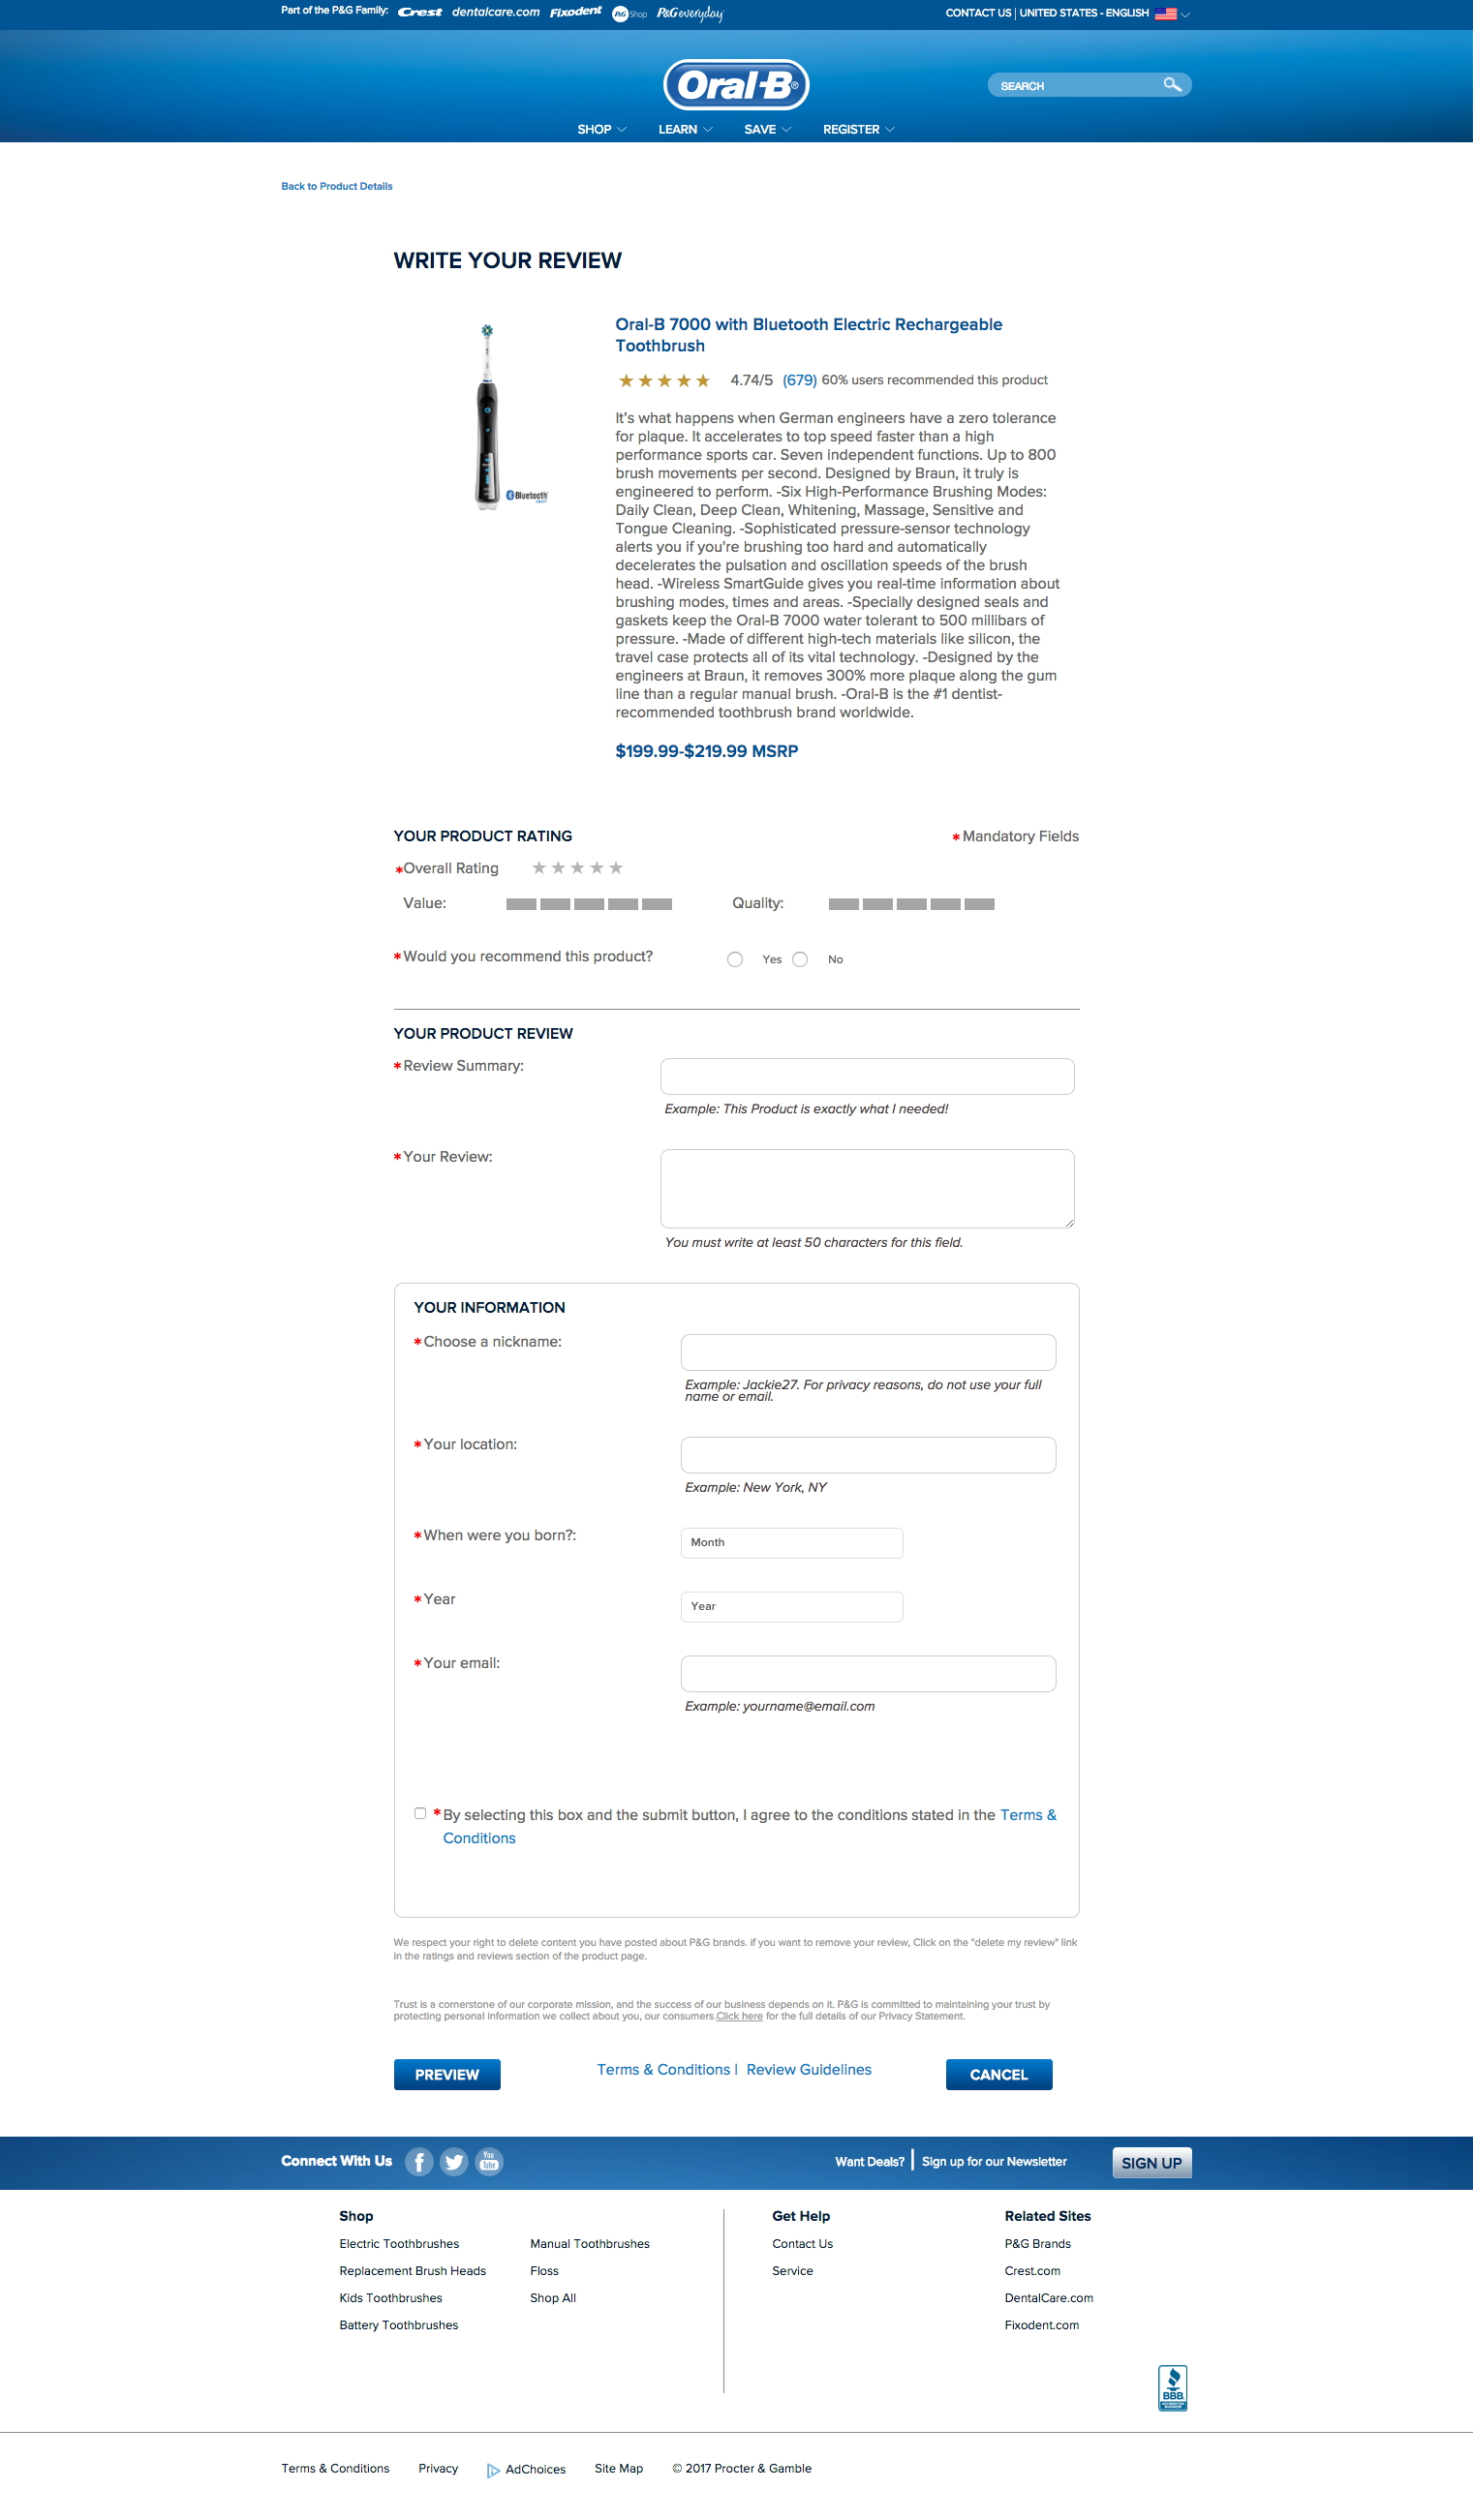 Part of the P&G Family: Crest dentalcare.com Fixodent P&G Shop P&G everyday
CONTACT US | UNITED STATES - ENGLISH
Oral-B®
SEARCH
SHOP LEARN SAVE REGISTER
Back to Product Details
WRITE YOUR REVIEW
Oral-B 7000 with Bluetooth Electric Rechargeable
Toothbrush
4.74/5 (679) 60% users recommended this product
It's what happens when German engineers have a zero tolerance
for plaque. It accelerates to top speed faster than a high
performance sports car. Seven independent functions. Up to 800
brush movements per second. Designed by Braun, it truly is
engineered to perform. -Six High-Performance Brushing Modes:
Daily Clean, Deep Clean, Whitening, Massage, Sensitive and
Tongue Cleaning. -Sophisticated pressure-sensor technology
alerts you if you're brushing too hard and automatically
decelerates the pulsation and oscillation speeds of the brush
head. -Wireless SmartGuide gives you real-time information about
brushing modes, times and areas. -Specially designed seals and
gaskets keep the Oral-B 7000 water tolerant to 500 millibars of
pressure. -Made of different high-tech materials like silicon, the
travel case protects all of its vital technology. -Designed by the
engineers at Braun, it removes 300% more plaque along the gum
line than a regular manual brush. -Oral-B is the #1 dentist-
recommended toothbrush brand worldwide.
Bluetooth
$199.99-$219.99 MSRP
YOUR PRODUCT RATING
*Mandatory Fields
*Overall Rating
Value:
Quality:
*Would you recommend this product?
Yes
No
YOUR PRODUCT REVIEW
*Review Summary:
Example: This Product is exactly what I needed!
*Your Review:
You must write at least 50 characters for this field.
YOUR INFORMATION
*Choose a nickname:
Example: Jackie27. For privacy reasons, do not use your full
name or email.
*Your location:
Example: New York, NY
*When were you born?:
Month
*Year
Year
*Your email:
Example: yourname@email.com
*By selecting this box and the submit button, I agree to the conditions stated in the Terms &
Conditions
We respect your right to delete content you have posted about P&G brands. if you want to remove your review, Click on the "delete my review" link
in the ratings and reviews section of the product page.
Trust is a cornerstone of our corporate mission, and the success of our business depends on it. P&G is committed to maintaining your trust by
protecting personal information we collect about you, our consumers.Click here for the full details of our Privacy Statement.
PREVIEW
Terms & Conditions | Review Guidelines
CANCEL
Connect With Us
You Tube
Want Deals? | Sign up for our Newsletter
SIGN UP
Shop
Electric Toothbrushes
Replacement Brush Heads
Kids Toothbrushes
Battery Toothbrushes
Manual Toothbrushes
Floss
Shop All
Get Help
Contact Us
Service
Related Sites
P&G Brands
Crest.com
DentalCare.com
Fixodent.com
BBB
Terms & Conditions Privacy AdChoices Site Map © 2017 Procter & Gamble